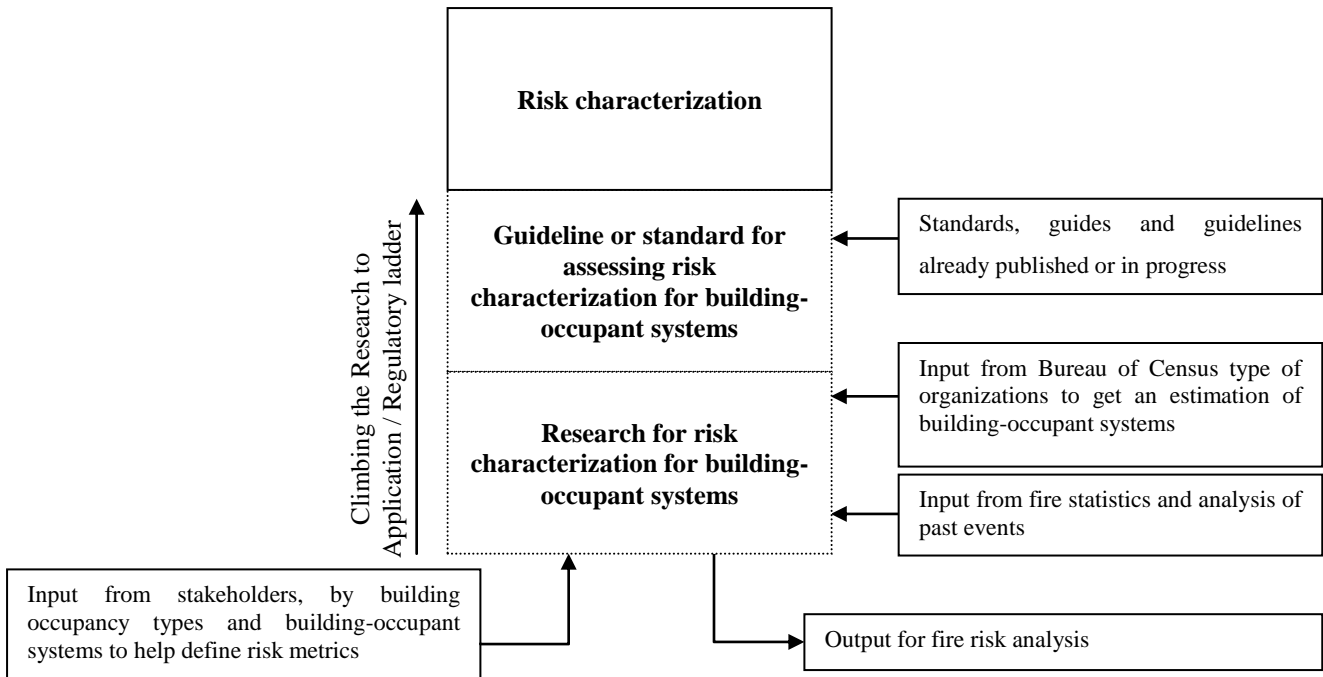 Risk characterization
Guideline or standard for
assessing risk
characterization for building-
occupant systems
Standards, guides and guidelines
already published or in progress
Climbing the Research to
Application / Regulatory ladder
Research for risk
characterization for building-
occupant systems
Input from Bureau of Census type of
organizations to get an estimation of
building-occupant systems
Input from fire statistics and analysis of
past events
Input from stakeholders, by building
occupancy types and building-occupant
systems to help define risk metrics
Output for fire risk analysis